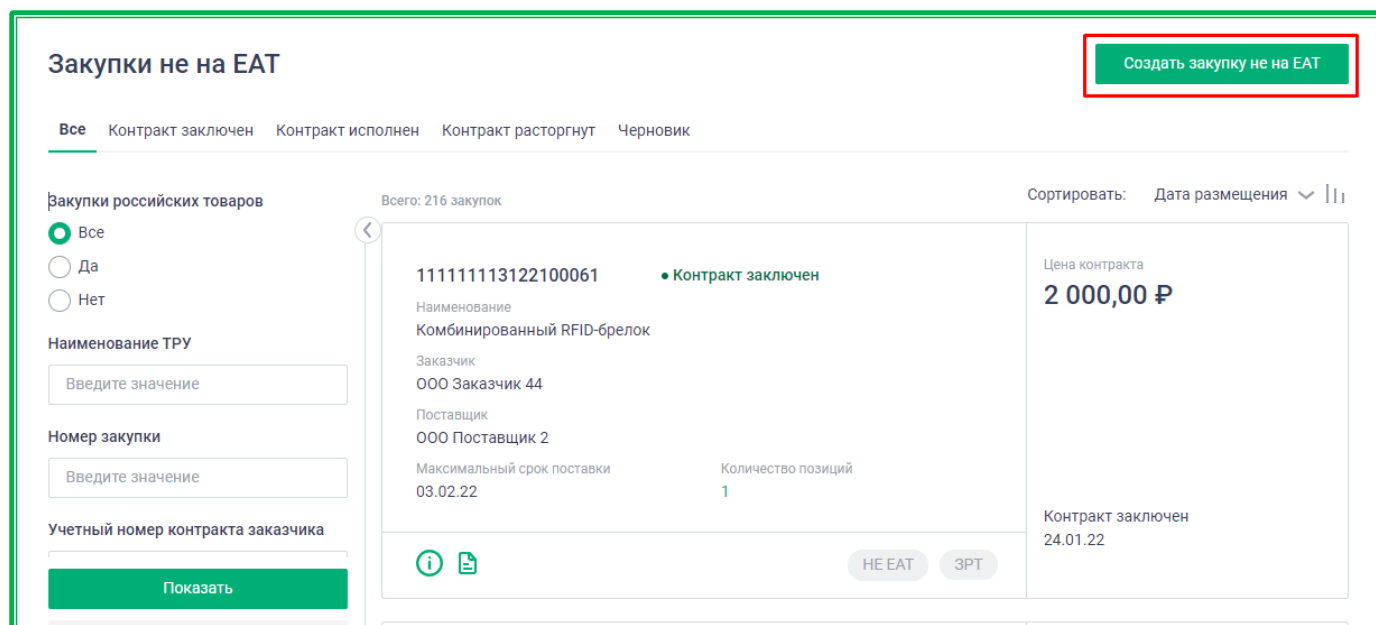 Закупки не на ЕАТ
Создать закупку не на ЕАТ
Все Контракт заключен Контракт исполнен Контракт расторгнут Черновик
Закупки российских товаров
Все
Да
Нет
Наименование ТРУ
Введите значение
Номер закупки
Введите значение
Учетный номер контракта заказчика
Показать
Всего: 216 закупок
Сортировать: Дата размещения
111111113122100061 • Контракт заключен
Наименование
Комбинированный RFID-брелок
Заказчик
ООО Заказчик 44
Поставщик
ООО Поставщик 2
Максимальный срок поставки Количество позиций
03.02.22 1
НЕ ЕАТ ЗРТ
Цена контракта
2 000,00 ₽
Контракт заключен
24.01.22